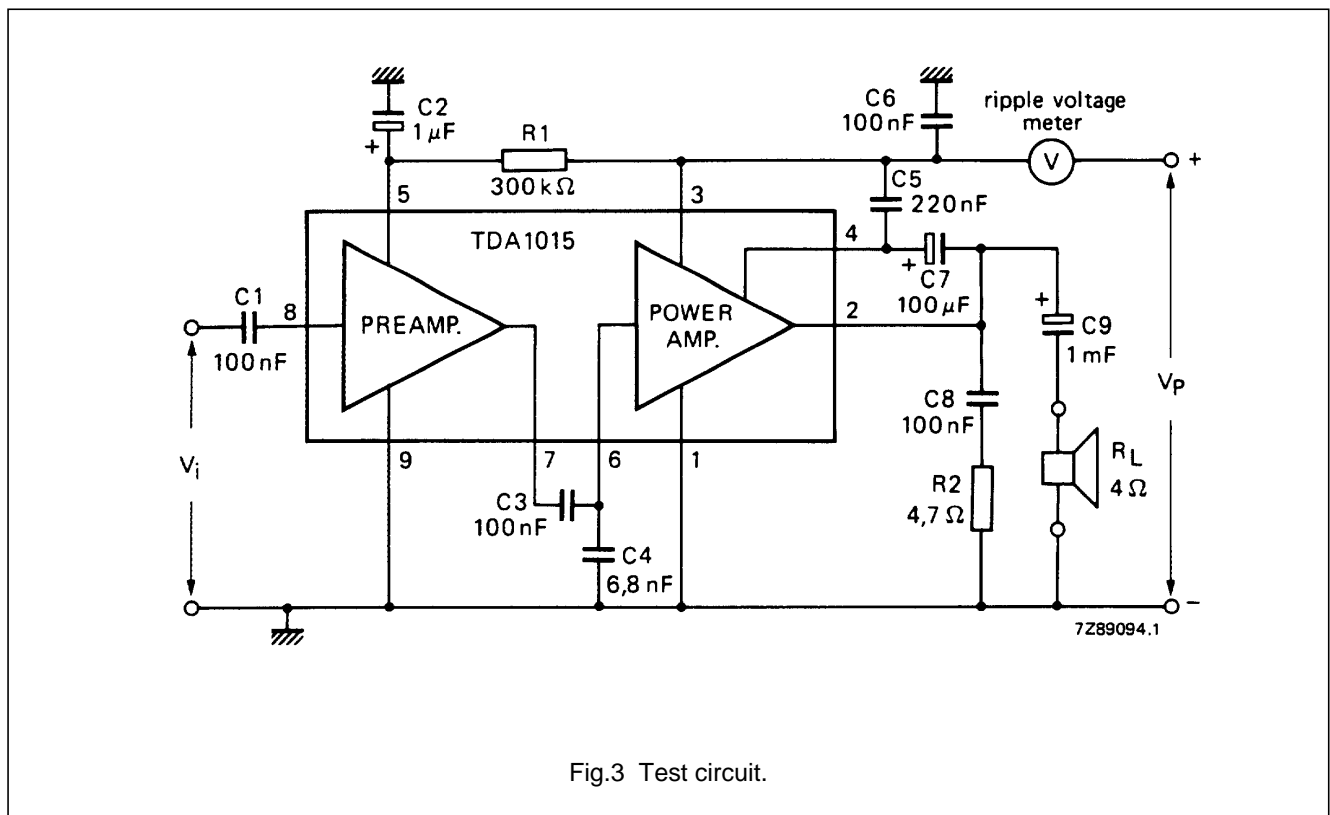 C2
1 µF
+
R1
300 kΩ
C6
100 nF
ripple voltage
meter
V
+
5
3
C5
220 nF
TDA1015
4
+
C7
100 µF
C1
100 nF
8
PREAMP.
POWER
AMP.
2
+
C9
1 mF
C8
100 nF
Vi
VP
9
7
6
1
C3
100 nF
C4
6,8 nF
R2
4,7 Ω
RL
4 Ω
–
7Z89094.1
Fig.3 Test circuit.